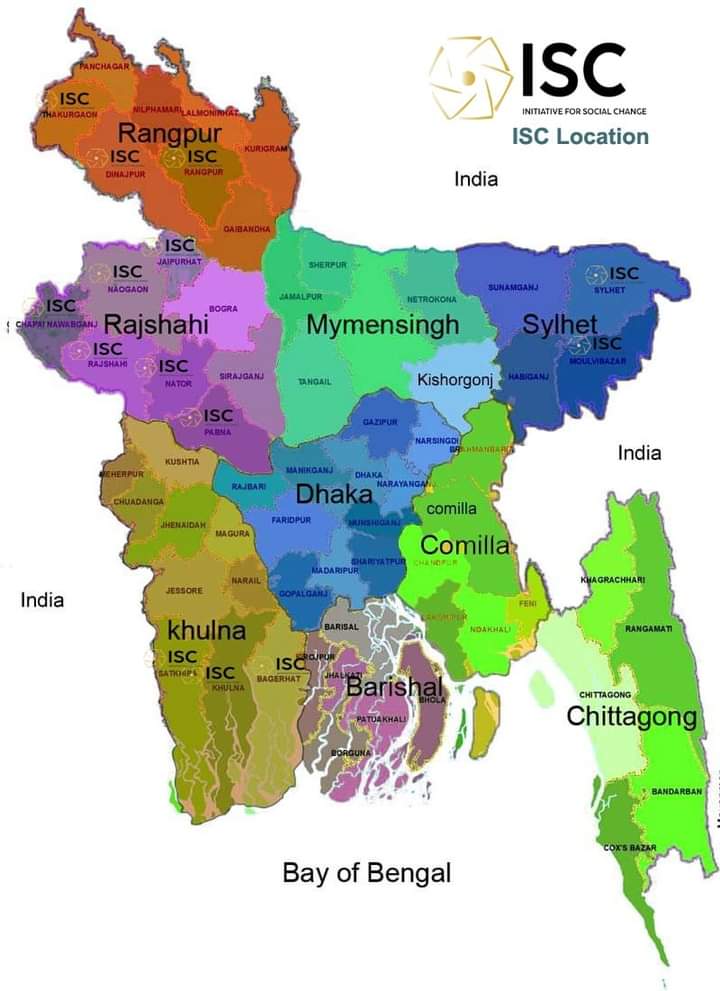 ISC
INITIATIVE FOR SOCIAL CHANGE
ISC Location
PANCHAGAR
ISC
THAKURGAON
NILPHAMARI
LALMONIRHAT
Rangpur
KURIGRAM
ISC
DINAJPUR
ISC
RANGPUR
India
GAIBANDHA
ISC
JAIPURHAT
ISC
NAOGAON
SHERPUR
JAMALPUR
NETROKONA
SUNAMGANJ
ISC
SYLHET
ISC
CHAPAI NAWABGANJ
BOGRA
Rajshahi
Mymensingh
Sylhet
ISC
RAJSHAHI
ISC
MOULVIBAZAR
ISC
NATOR
SIRAJGANJ
TANGAIL
Kishorgonj
HABIGANJ
ISC
PABNA
GAZIPUR
NARSINGDI
BRAHMANBARI
India
KUSHTIA
MEHERPUR
MANIKGANJ
DHAKA
NARAYANGANJ
RAJBARI
Dhaka
CHUADANGA
JHENAIDAH
FARIDPUR
MUNSHIGANJ
comilla
MAGURA
Comilla
SHARIYATPUR
CHANDPUR
MADARIPUR
KHAGRACHHARI
JESSORE
NARAIL
GOPALGANJ
India
FENI
LAKSHIPUR
NOAKHALI
BARISAL
RANGAMATI
khulna
ISC
SATKHIRA
ISC
KHULNA
ISC
BAGERHAT
PIROJPUR
JHALKATI
Barishal
BHOLA
CHITTAGONG
Chittagong
PATUAKHALI
BORGUNA
BANDARBAN
COX'S BAZAR
Bay of Bengal